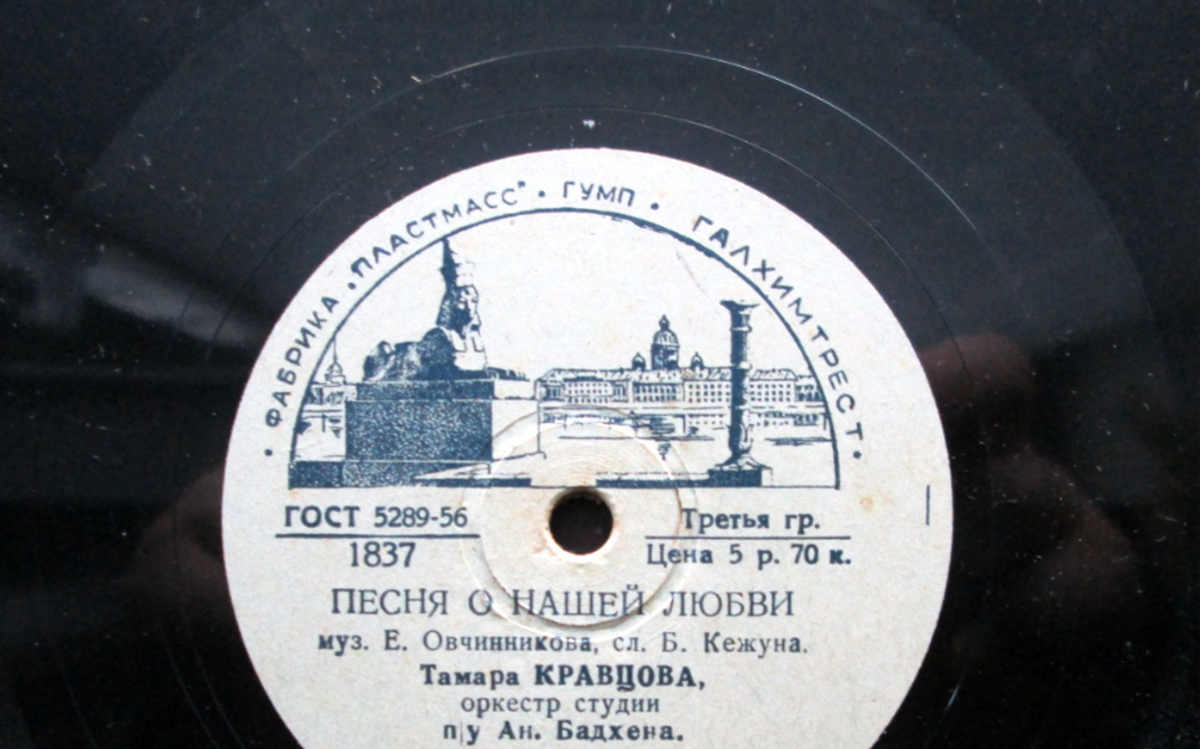 • ФАБРИКА „ПЛАСТМАСС" • ГУМП • ГАЛХИМТРЕСТ •
ГОСТ 5289-56
Третья гр.
1837
Цена 5 р. 70 к.
ПЕСНЯ О НАШЕЙ ЛЮБВИ
муз. Е. Овчинникова, сл. Б. Кежуна.
Тамара КРАВЦОВА,
оркестр студии
п/у Ан. Бадхена.